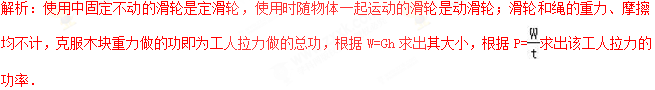 解析：使用中固定不动的滑轮是定滑轮，使用时随物体一起运动的滑轮是动滑轮；滑轮和绳的重力、摩擦
均不计，克服木块重力做的功即为工人拉力做的总功，根据 W=Gh 求出其大小，根据 P=W/t求出该工人拉力的
功率．